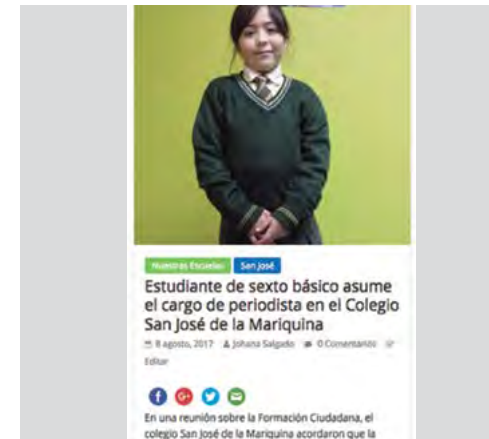 Nuestras Escuelas San José
Estudiante de sexto básico asume
el cargo de periodista en el Colegio
San José de la Mariquina
8 agosto, 2017 Johana Salgado 0 Comentarios
Editar
En una reunión sobre la Formación Ciudadana, el
colegio San José de la Mariquina acordaron que la